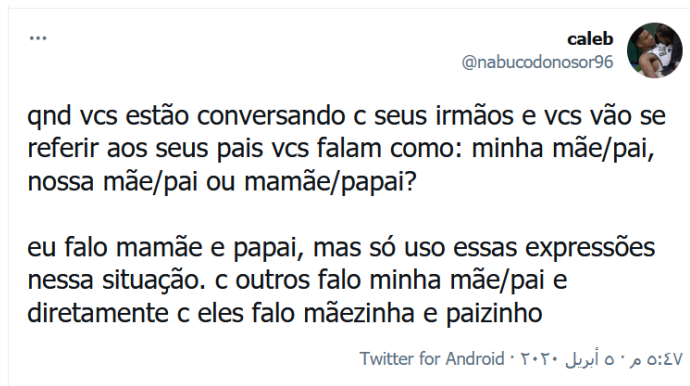 caleb
@nabucodonosor96
qnd vcs estão conversando c seus irmãos e vcs vão se
referir aos seus pais vcs falam como: minha mãe/pai,
nossa mãe/pai ou mamãe/papai?
eu falo mamãe e papai, mas só uso essas expressões
nessa situação. c outros falo minha mãe/pai e
diretamente c eles falo mãezinha e paizinho
٥:٤٧ م · ٥ أبريل ٢٠٢٠ · Twitter for Android